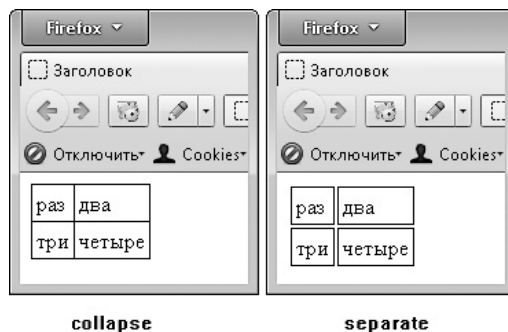 Firefox
Заголовок
Отключить Cookies
раз два
три четыре
collapse
Firefox
Заголовок
Отключить Cookies
раз два
три четыре
separate